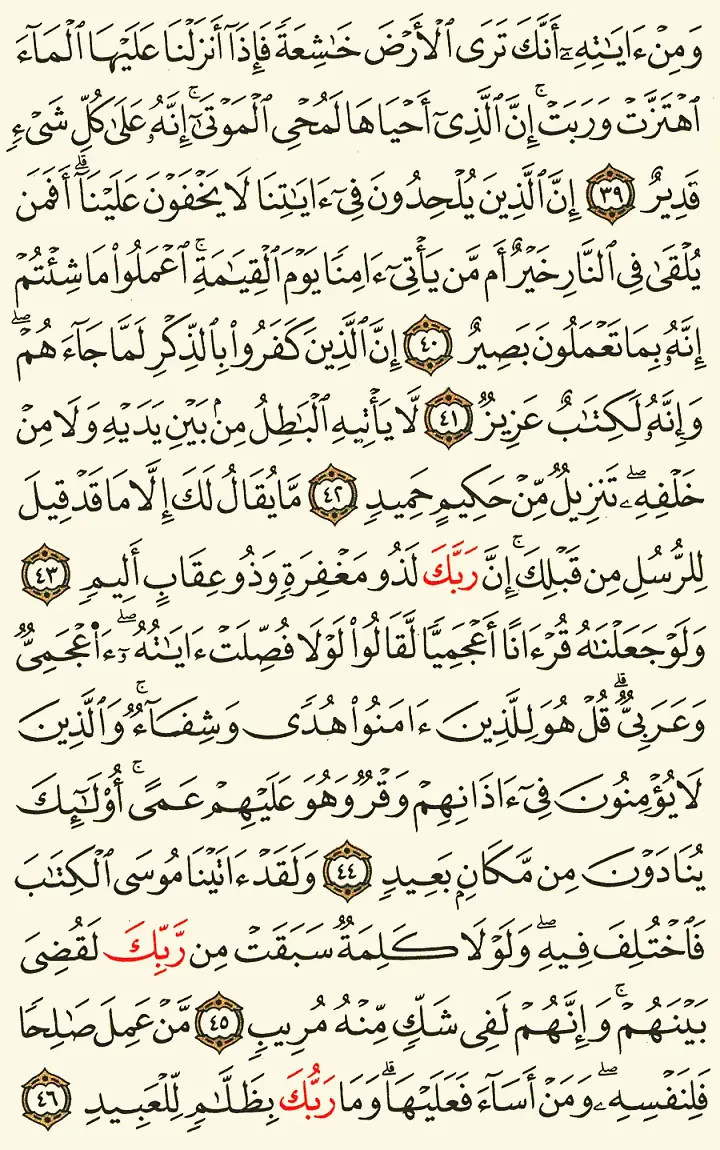 وَمِنْ ءَايَـٰتِهِۦٓ أَنَّكَ تَرَى ٱلْأَرْضَ خَـٰشِعَةً فَإِذَآ أَنزَلْنَا عَلَيْهَا ٱلْمَآءَ
ٱهْتَزَّتْ وَرَبَتْ ۚ إِنَّ ٱلَّذِىٓ أَحْيَاهَا لَمُحْىِ ٱلْمَوْتَىٰٓ ۚ إِنَّهُۥ عَلَىٰ كُلِّ شَىْءٍ
قَدِيرٌ ٣٩ إِنَّ ٱلَّذِينَ يُلْحِدُونَ فِىٓ ءَايَـٰتِنَا لَا يَخْفَوْنَ عَلَيْنَآ ۗ أَفَمَن
يُلْقَىٰ فِى ٱلنَّارِ خَيْرٌ أَم مَّن يَأْتِىٓ ءَامِنًا يَوْمَ ٱلْقِيَـٰمَةِ ۚ ٱعْمَلُوا۟ مَا شِئْتُمْ
إِنَّهُۥ بِمَا تَعْمَلُونَ بَصِيرٌ ٤٠ إِنَّ ٱلَّذِينَ كَفَرُوا۟ بِٱلذِّكْرِ لَمَّا جَآءَهُمْ ۖ
وَإِنَّهُۥ لَكِتَـٰبٌ عَزِيزٌ ٤١ لَّا يَأْتِيهِ ٱلْبَـٰطِلُ مِنۢ بَيْنِ يَدَيْهِ وَلَا مِنْ
خَلْفِهِۦ ۖ تَنزِيلٌ مِّنْ حَكِيمٍ حَمِيدٍ ٤٢ مَّا يُقَالُ لَكَ إِلَّا مَا قَدْ قِيلَ
لِلرُّسُلِ مِن قَبْلِكَ ۚ إِنَّ رَبَّكَ لَذُو مَغْفِرَةٍ وَذُو عِقَابٍ أَلِيمٍ ٤٣
وَلَوْ جَعَلْنَـٰهُ قُرْءَانًا أَعْجَمِيًّا لَّقَالُوا۟ لَوْلَا فُصِّلَتْ ءَايَـٰتُهُۥٓ ۖ ءَا۬عْجَمِىٌّ
وَعَرَبِىٌّ ۗ قُلْ هُوَ لِلَّذِينَ ءَامَنُوا۟ هُدًى وَشِفَآءٌ ۖ وَٱلَّذِينَ
لَا يُؤْمِنُونَ فِىٓ ءَاذَانِهِمْ وَقْرٌ وَهُوَ عَلَيْهِمْ عَمًى ۚ أُو۟لَـٰٓئِكَ
يُنَادَوْنَ مِن مَّكَانٍۭ بَعِيدٍ ٤٤ وَلَقَدْ ءَاتَيْنَا مُوسَى ٱلْكِتَـٰبَ
فَٱخْتُلِفَ فِيهِ ۖ وَلَوْلَا كَلِمَةٌ سَبَقَتْ مِن رَّبِّكَ لَقُضِىَ
بَيْنَهُمْ ۚ وَإِنَّهُمْ لَفِى شَكٍّ مِّنْهُ مُرِيبٍ ٤٥ مَّنْ عَمِلَ صَـٰلِحًا
فَلِنَفْسِهِۦ ۖ وَمَنْ أَسَآءَ فَعَلَيْهَا ۗ وَمَا رَبُّكَ بِظَلَّـٰمٍ لِّلْعَبِيدِ ٤٦